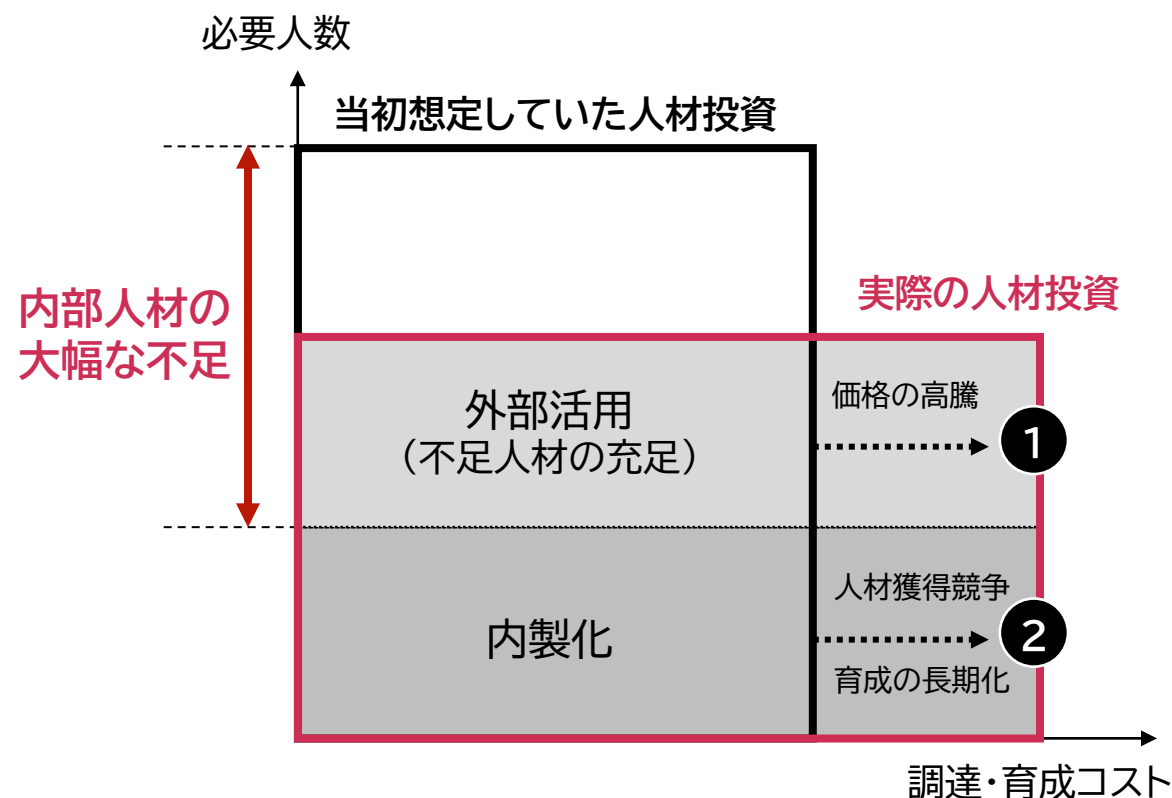 必要人数
当初想定していた人材投資
内部人材の
大幅な不足
実際の人材投資
外部活用
（不足人材の充足）
価格の高騰
1
内製化
人材獲得競争
2
育成の長期化
調達・育成コスト